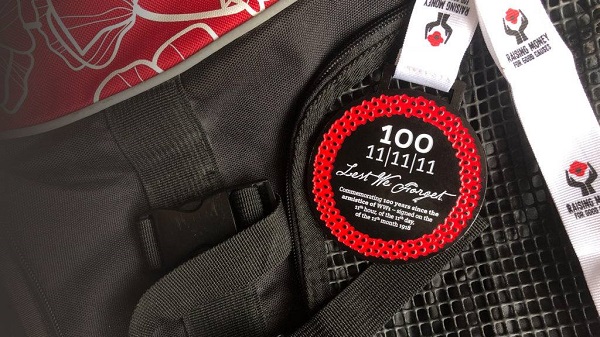 100
11|11|11
Lest We Forget
Commemorating 100 years since the
armistice of WW1 – signed on the
11th hour, of the 11th day,
of the 11th month 1918
RAISING MONEY
FOR GOOD CAUSES
RAISING MONEY
FOR GOOD